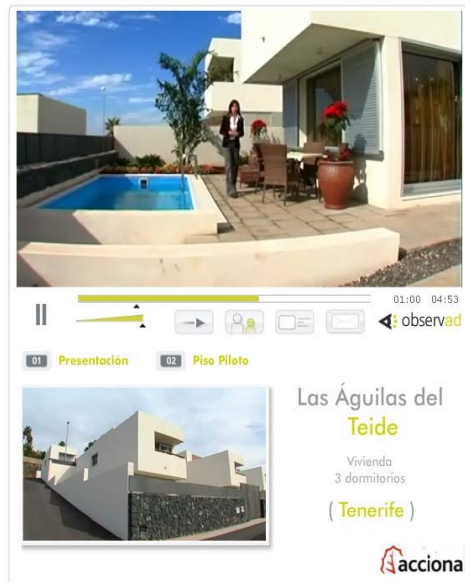 01:00 04:53
observad
01 Presentación 02 Piso Piloto
Las Águilas del
Teide
Vivienda
3 dormitorios
( Tenerife )
acciona